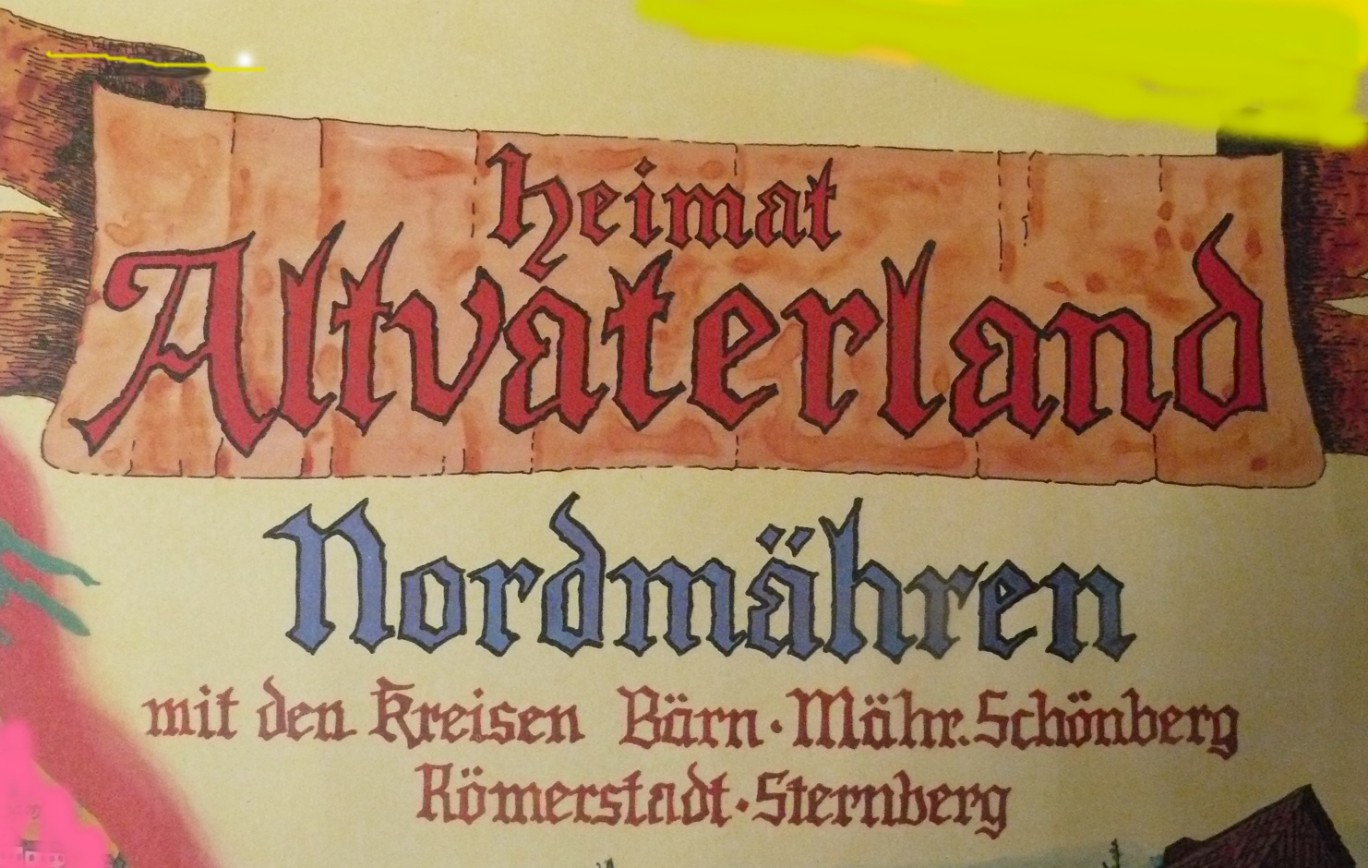 Heimat
Altvaterland
Nordmähren
mit den Kreisen Bärn · Mähr. Schönberg
Römerstadt · Sternberg